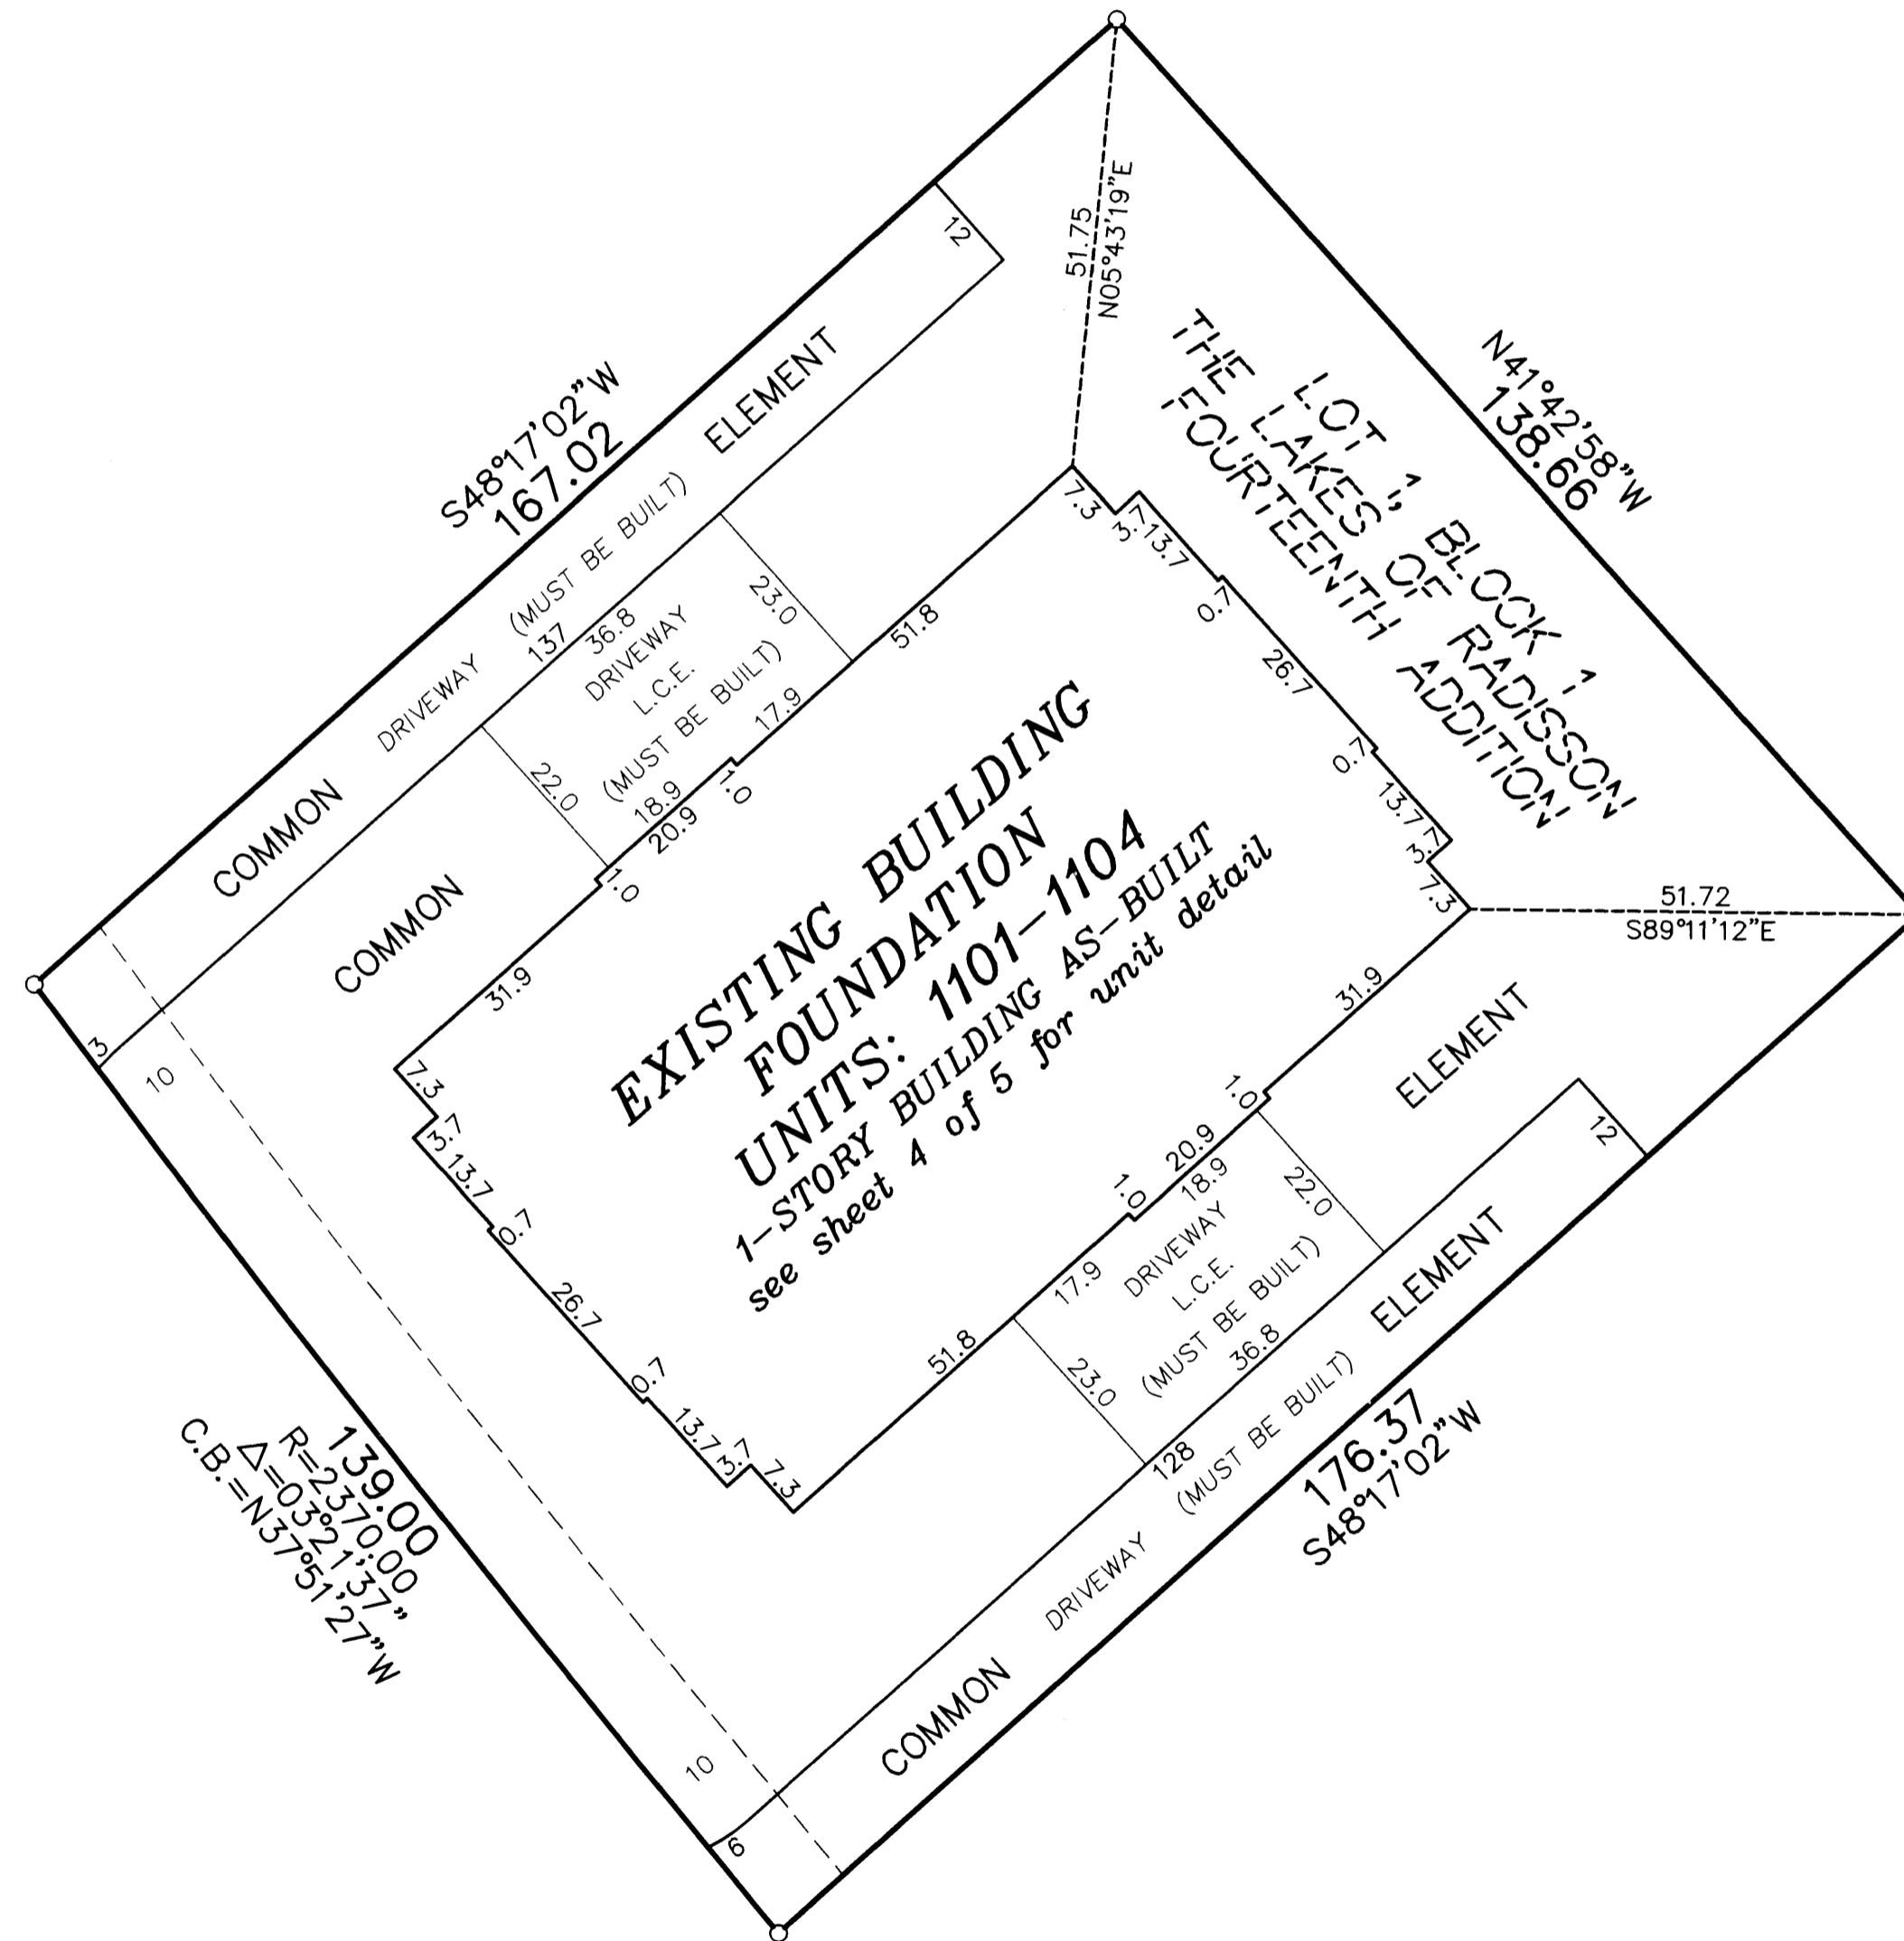 51.75
N05°43'19"E
12
S48°17'02"W
167.02
ELEMENT
(MUST BE BUILT)
DRIVEWAY
COMMON
137
36.8
DRIVEWAY
L.C.E.
(MUST BE BUILT)
23.0
22.0
17.9
18.9
51.8
20.9
1.0
1.0
COMMON
31.9
3
10
N41°42'58"W
138.66
LOT 1, BLOCK 1,
THE LAKES OF RADISSON
FOURTEENTH ADDITION
7.3
3.7
13.7
0.7
26.7
0.7
13.7
3.7
7.3
51.72
S89°11'12"E
EXISTING BUILDING
FOUNDATION
UNITS: 1101-1104
1-STORY BUILDING AS-BUILT
see sheet 4 of 5 for unit detail
31.9
ELEMENT
1.0
20.9
18.9
1.0
22.0
12
DRIVEWAY
L.C.E.
(MUST BE BUILT)
36.8
17.9
51.8
23.0
ELEMENT
128
(MUST BE BUILT)
DRIVEWAY
COMMON
176.37
S48°17'02"W
7.3
3.7
13.7
0.7
26.7
0.7
13.7
3.7
7.3
139.00
R=2370.00
Δ=03°21'37"
C.B.=N37°51'27"W
10
6